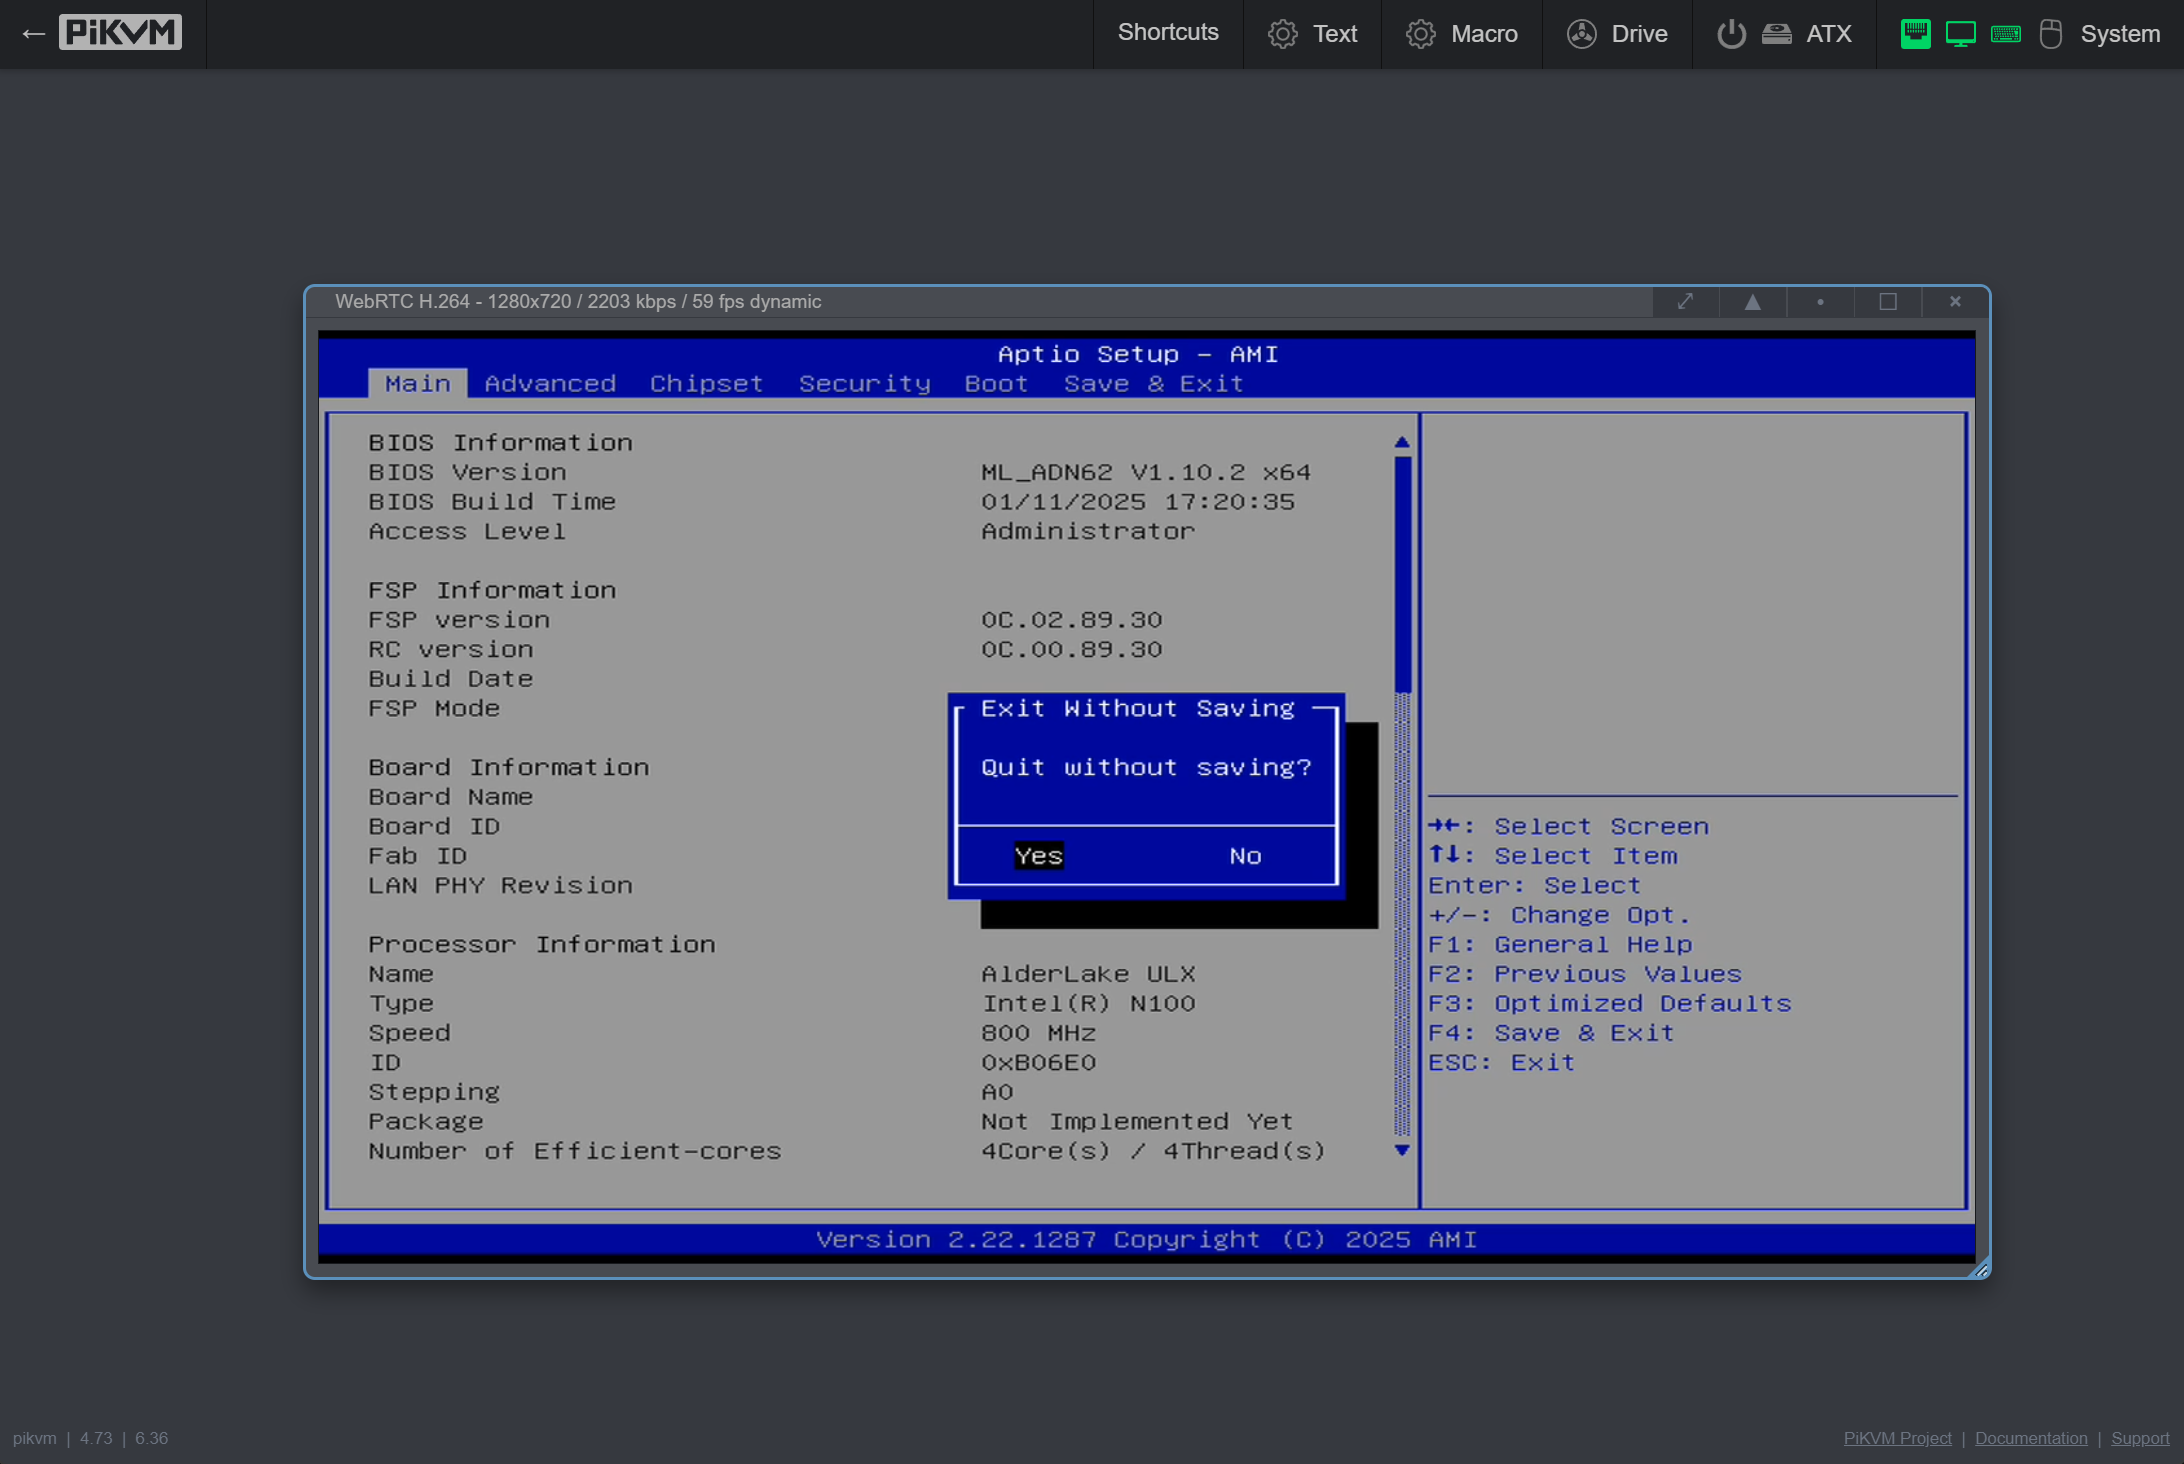 ← PiKVM
Shortcuts
Text
Macro
Drive
ATX
System
WebRTC H.264 - 1280x720 / 2203 kbps / 59 fps dynamic
Aptio Setup - AMI
Main Advanced Chipset Security Boot Save & Exit
BIOS Information
BIOS Version ML_ADN62 V1.10.2 x64
BIOS Build Time 01/11/2025 17:20:35
Access Level Administrator
FSP Information
FSP version 0C.02.89.30
RC version 0C.00.89.30
Build Date
FSP Mode
Board Information
Board Name
Board ID
Fab ID
LAN PHY Revision
Exit Without Saving
Quit without saving?
Yes No
Processor Information
Name AlderLake ULX
Type Intel(R) N100
Speed 800 MHz
ID 0xB06E0
Stepping A0
Package Not Implemented Yet
Number of Efficient-cores 4Core(s) / 4Thread(s)
→←: Select Screen
↑↓: Select Item
Enter: Select
+/-: Change Opt.
F1: General Help
F2: Previous Values
F3: Optimized Defaults
F4: Save & Exit
ESC: Exit
Version 2.22.1287 Copyright (C) 2025 AMI
pikvm | 4.73 | 6.36
PiKVM Project | Documentation | Support